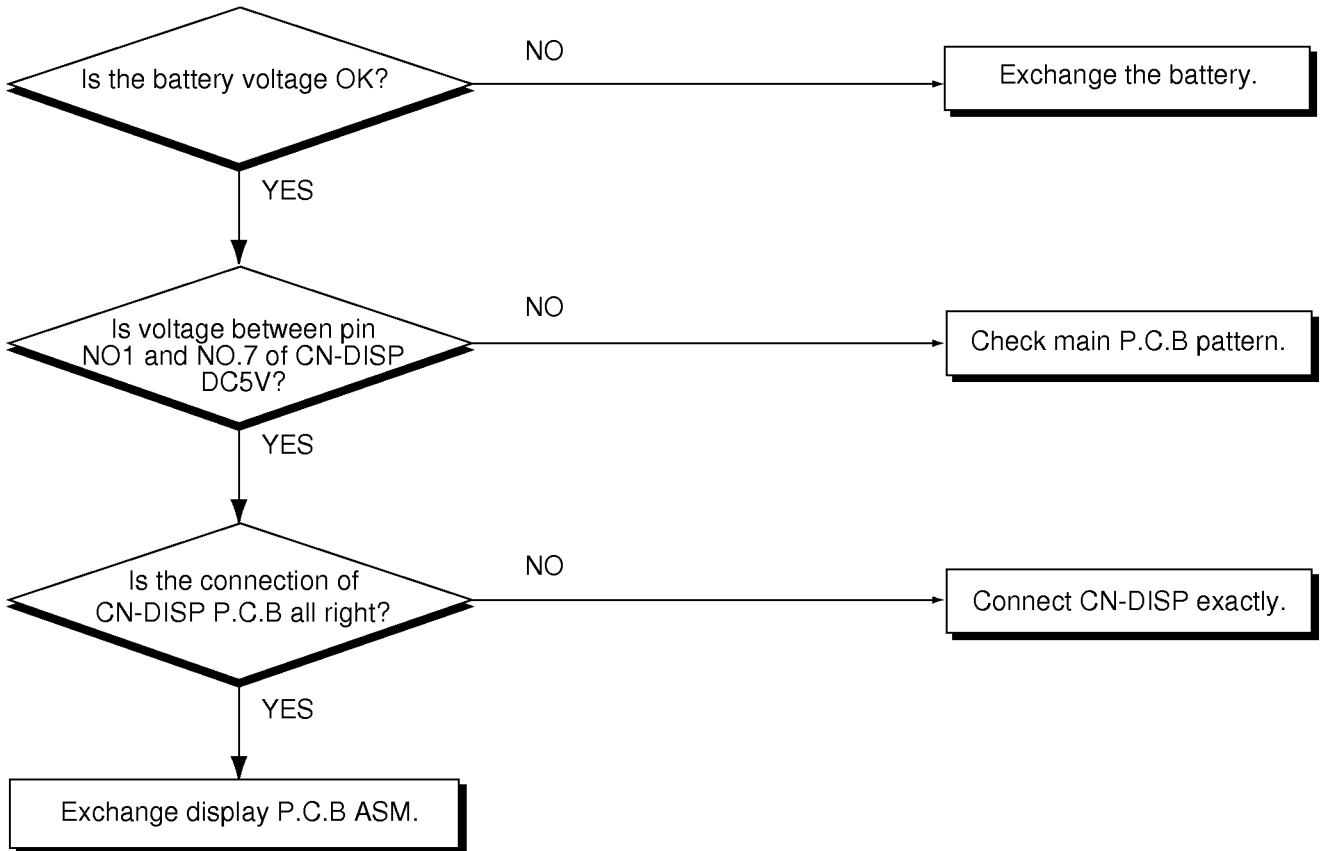 Is the battery voltage OK?
NO
Exchange the battery.
YES
Is voltage between pin
NO1 and NO.7 of CN-DISP
DC5V?
NO
Check main P.C.B pattern.
YES
Is the connection of
CN-DISP P.C.B all right?
NO
Connect CN-DISP exactly.
YES
Exchange display P.C.B ASM.